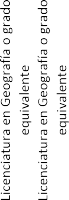 Licenciatura en Geografía o grado
equivalente
Licenciatura en Geografía o grado
equivalente